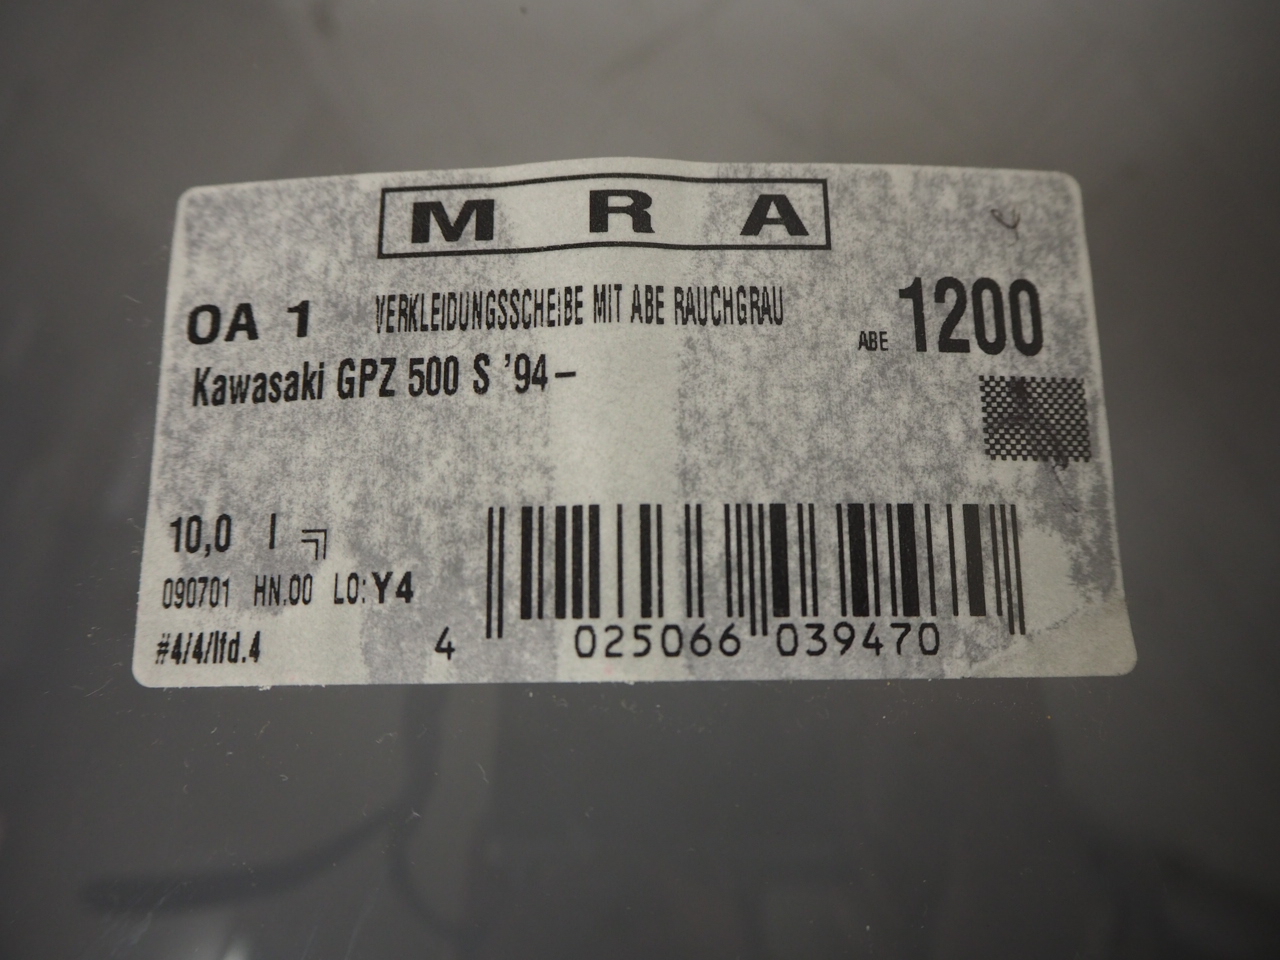 M R A
OA 1 VERKLEIDUNGSSCHEIBE MIT ABE RAUCHGRAU
ABE 1200
Kawasaki GPZ 500 S '94-
10,0 I
090701 HN.00 LO:Y4
#4/4/lfd.4
4 025066 039470